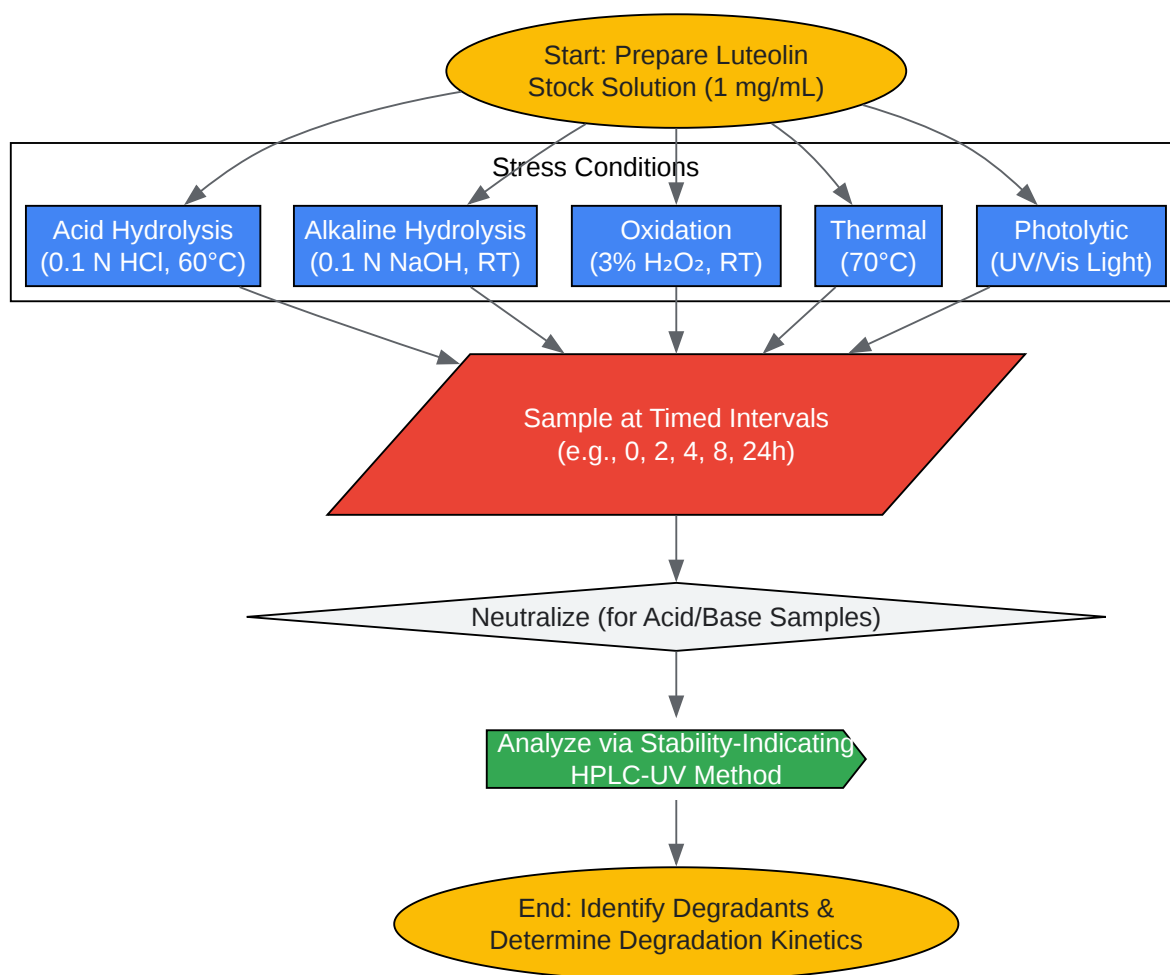 Start: Prepare Luteolin
Stock Solution (1 mg/mL)
Stress Conditions
Acid Hydrolysis
(0.1 N HCl, 60°C)
Alkaline Hydrolysis
(0.1 N NaOH, RT)
Oxidation
(3% H₂O₂, RT)
Thermal
(70°C)
Photolytic
(UV/Vis Light)
Sample at Timed Intervals
(e.g., 0, 2, 4, 8, 24h)
Neutralize (for Acid/Base Samples)
Analyze via Stability-Indicating
HPLC-UV Method
End: Identify Degradants &
Determine Degradation Kinetics